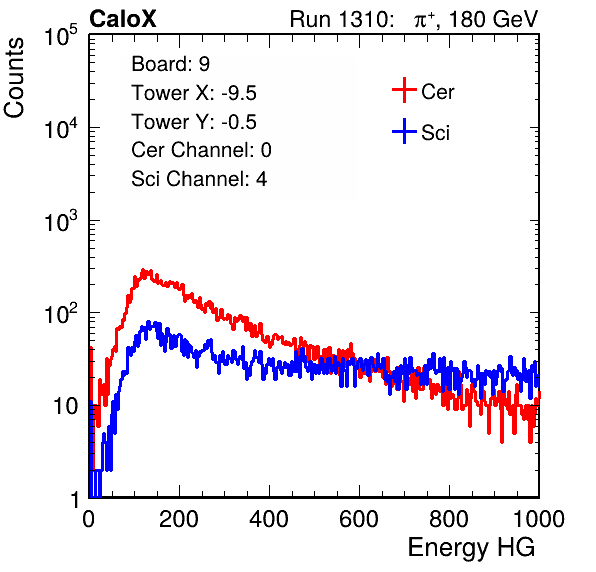 CaloX Run 1310: π⁺, 180 GeV
Counts
10⁵
10⁴
10³
10²
10
1
Board: 9
Tower X: -9.5
Tower Y: -0.5
Cer Channel: 0
Sci Channel: 4
Cer
Sci
0 200 400 600 800 1000
Energy HG